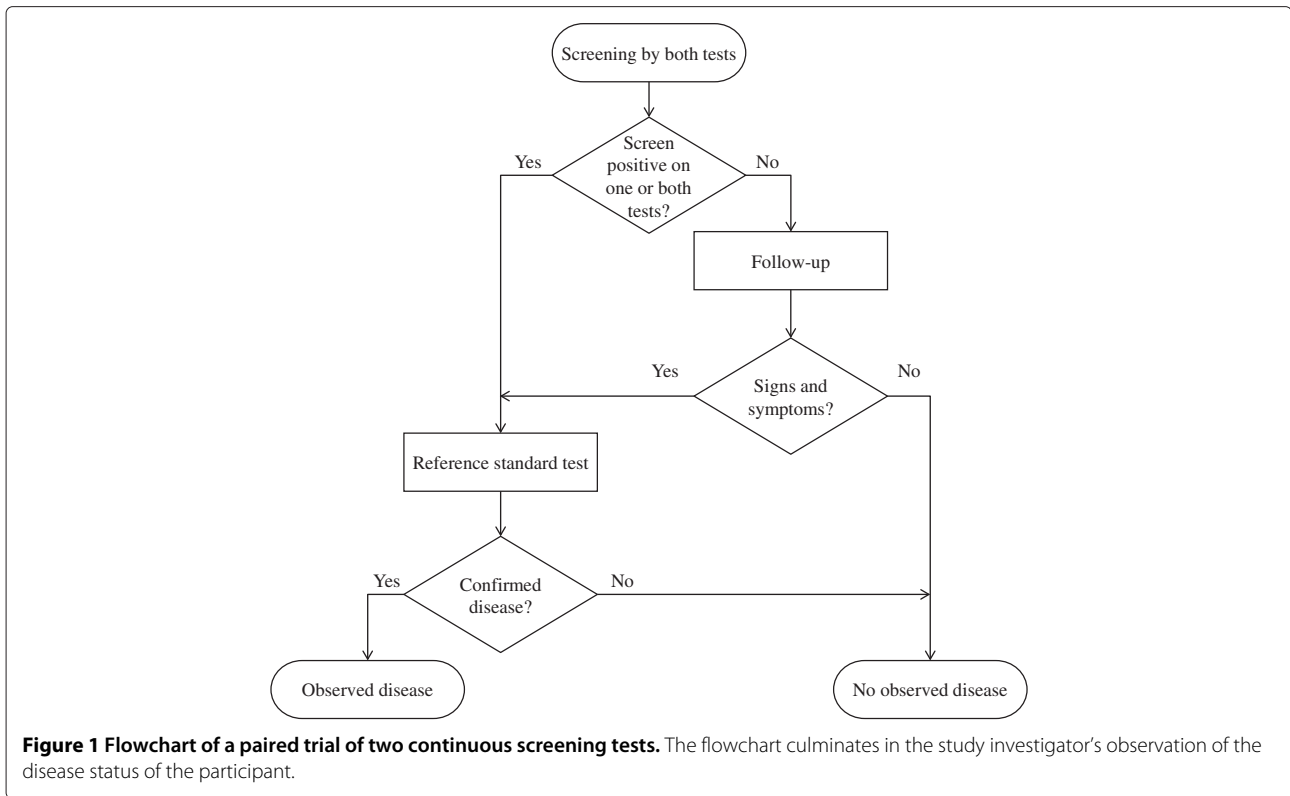 Screening by both tests
Screen
positive on
one or both
tests?
Yes
No
Follow-up
Signs and
symptoms?
Yes
No
Reference standard test
Confirmed
disease?
Yes
No
Observed disease
No observed disease
Figure 1 Flowchart of a paired trial of two continuous screening tests. The flowchart culminates in the study investigator's observation of the
disease status of the participant.